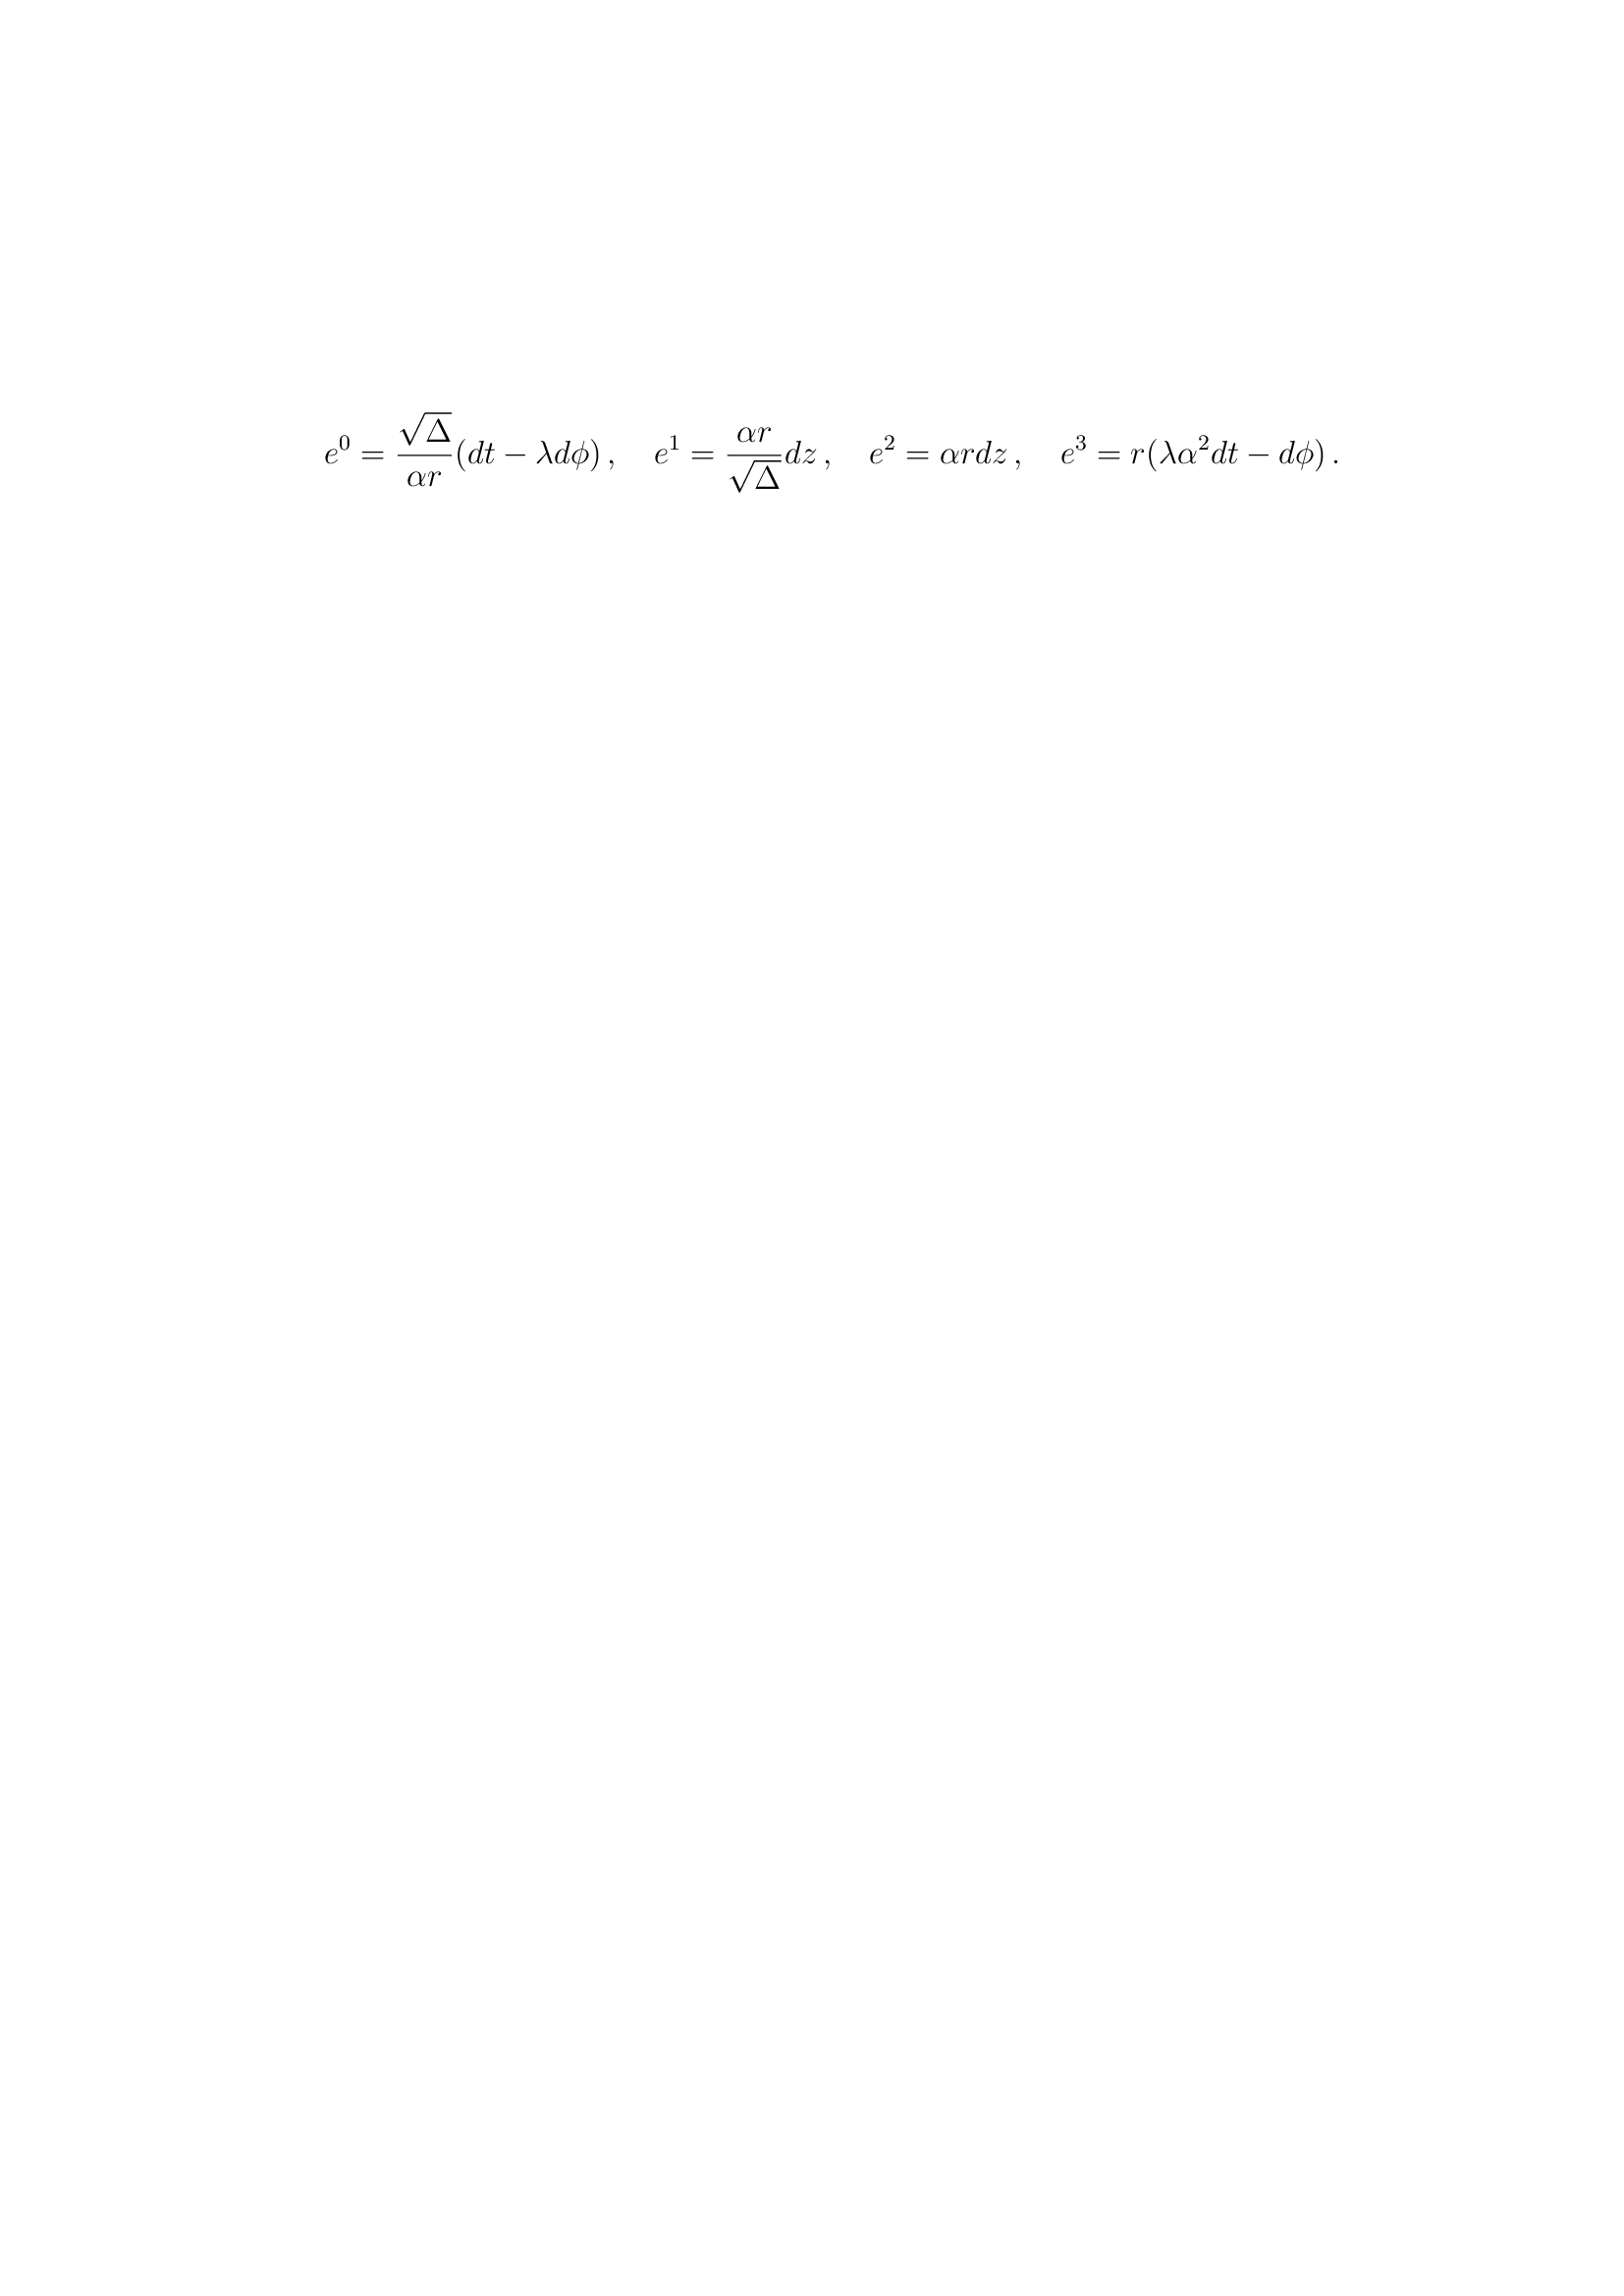 $e^0 = \frac{\sqrt{\Delta}}{\alpha r}(dt - \lambda d\phi)\,, \quad e^1 = \frac{\alpha r}{\sqrt{\Delta}}dz\,, \quad e^2 = \alpha r dz\,, \quad e^3 = r(\lambda\alpha^2 dt - d\phi)\,.$